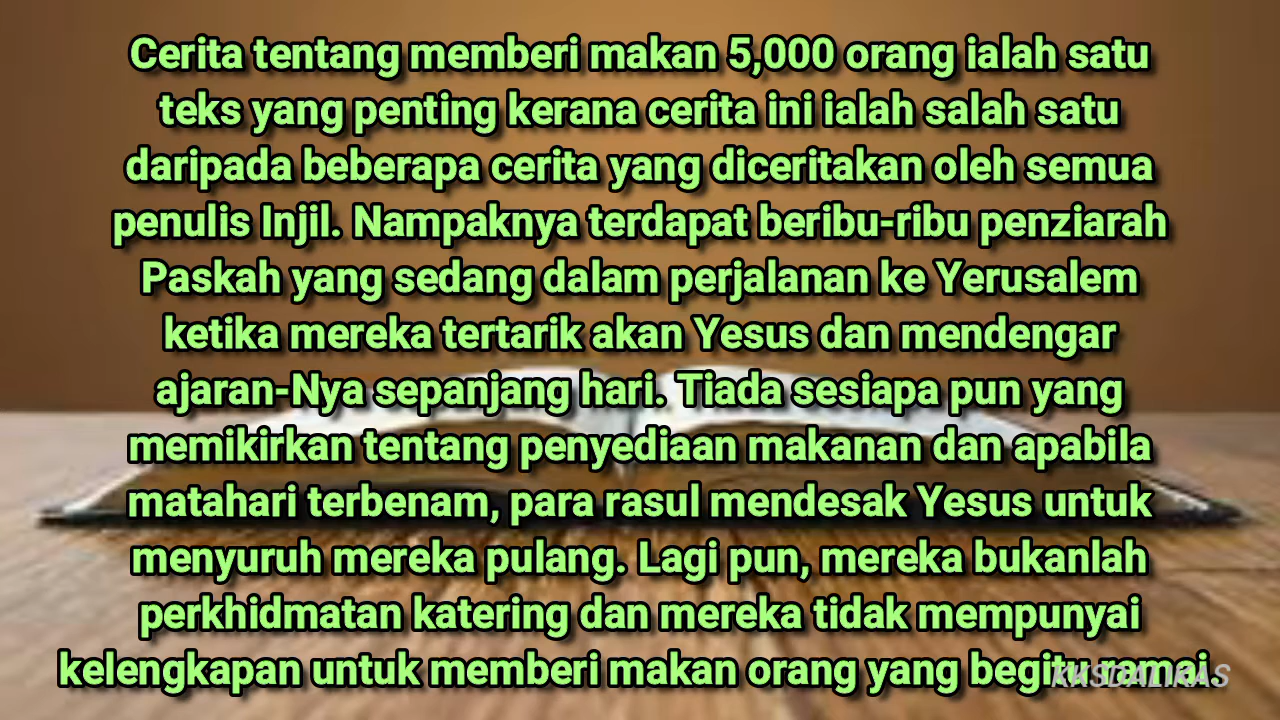 Cerita tentang memberi makan 5,000 orang ialah satu
teks yang penting kerana cerita ini ialah salah satu
daripada beberapa cerita yang diceritakan oleh semua
penulis Injil. Nampaknya terdapat beribu-ribu penziarah
Paskah yang sedang dalam perjalanan ke Yerusalem
ketika mereka tertarik akan Yesus dan mendengar
ajaran-Nya sepanjang hari. Tiada sesiapa pun yang
memikirkan tentang penyediaan makanan dan apabila
matahari terbenam, para rasul mendesak Yesus untuk
menyuruh mereka pulang. Lagi pun, mereka bukanlah
perkhidmatan katering dan mereka tidak mempunyai
kelengkapan untuk memberi makan orang yang begitu ramai.
KKSDALIKAS